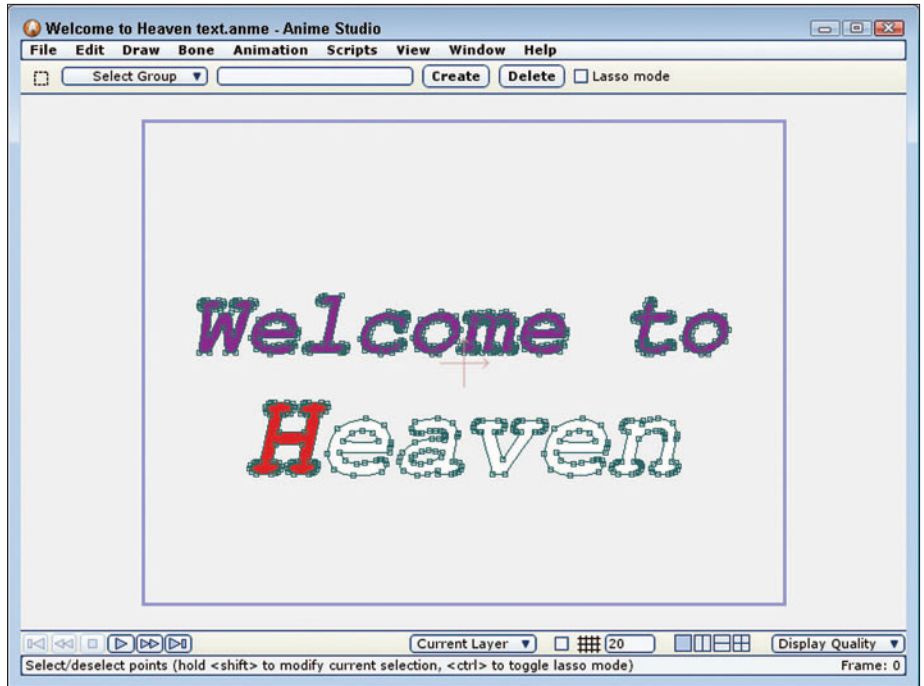 Welcome to Heaven text.anme - Anime Studio
File Edit Draw Bone Animation Scripts View Window Help
Select Group Create Delete Lasso mode
Welcome to
Heaven
Current Layer 20 Display Quality
Select/deselect points (hold <shift> to modify current selection, <ctrl> to toggle lasso mode) Frame: 0